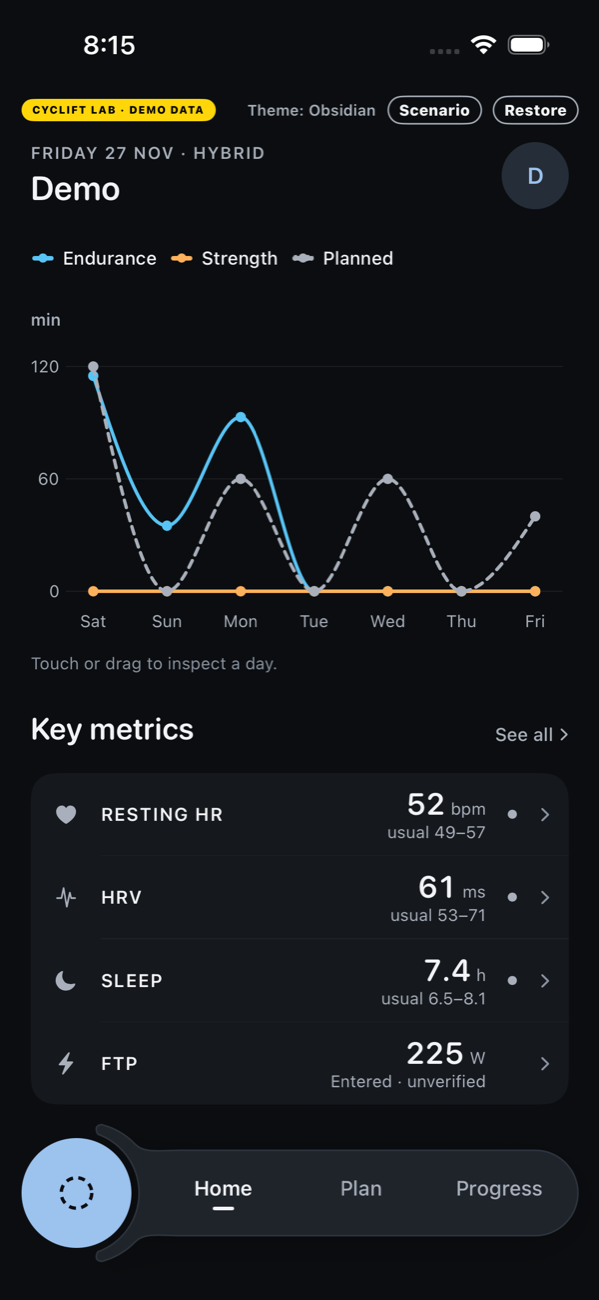 8:15
CYCLIFT LAB · DEMO DATA
Theme: Obsidian
Scenario
Restore
FRIDAY 27 NOV · HYBRID
Demo
D
Endurance
Strength
Planned
min
120
60
0
Sat
Sun
Mon
Tue
Wed
Thu
Fri
Touch or drag to inspect a day.
Key metrics
See all
RESTING HR
52 bpm
usual 49–57
HRV
61 ms
usual 53–71
SLEEP
7.4 h
usual 6.5–8.1
FTP
225 W
Entered · unverified
Home
Plan
Progress